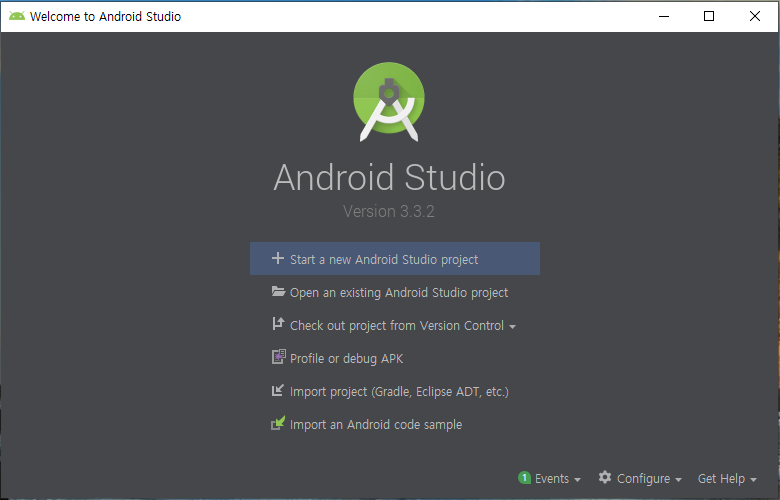 Welcome to Android Studio
Android Studio
Version 3.3.2
Start a new Android Studio project
Open an existing Android Studio project
Check out project from Version Control
Profile or debug APK
Import project (Gradle, Eclipse ADT, etc.)
Import an Android code sample
1 Events Configure Get Help